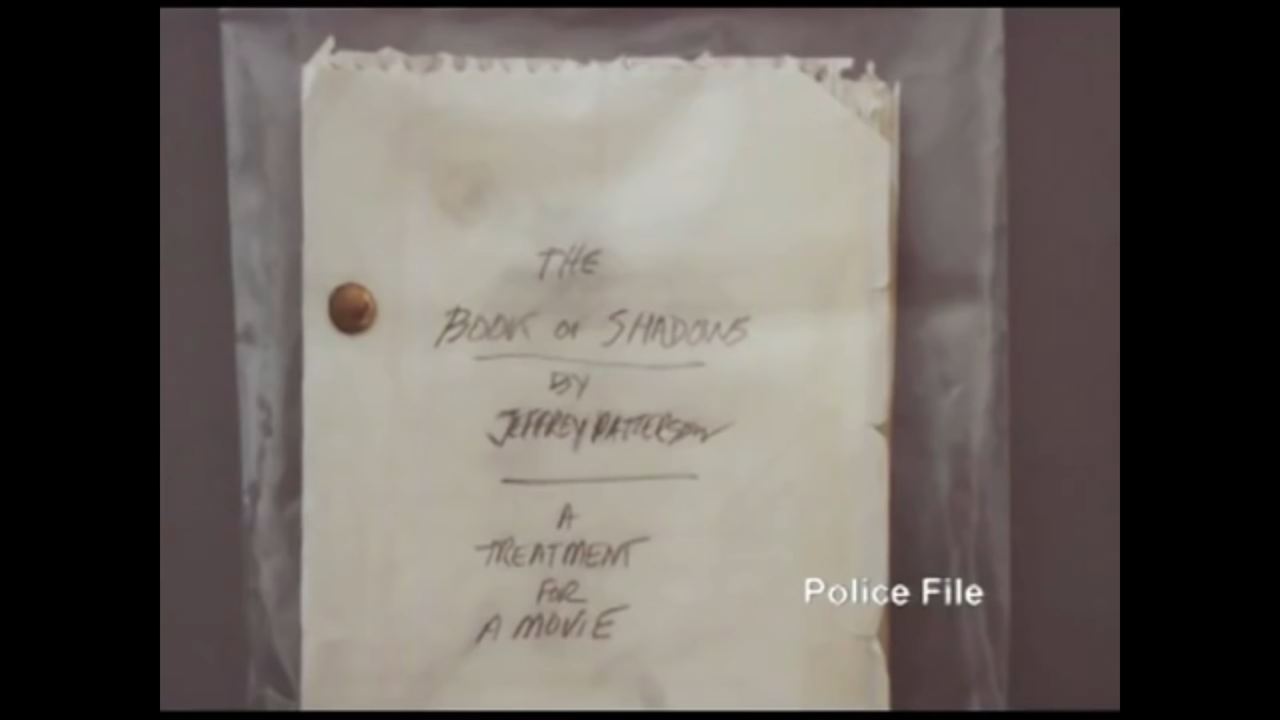 THE
BOOK OF SHADOWS
BY
JEFFREY PATTERSON
A
TREATMENT
FOR
A MOVIE
Police File